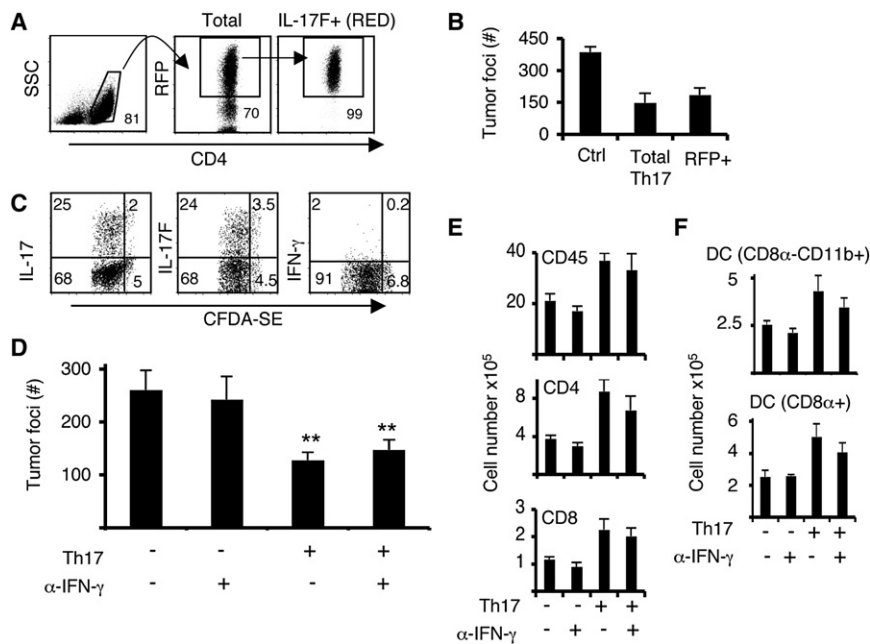 A
Total
IL-17F+ (RED)
SSC
81
RFP
70
99
CD4
B
Tumor foci (#)
450
300
150
0
Ctrl
Total Th17
RFP+
C
IL-17
25
2
68
5
IL-17F
24
3.5
68
4.5
IFN-γ
2
0.2
91
6.8
CFDA-SE
D
Tumor foci (#)
300
200
100
**
**
Th17 - - + +
α-IFN-γ - + - +
E
Cell number x10⁵
CD45
40
20
CD4
8
4
CD8
3
2
1
Th17 - - + +
α-IFN-γ - + - +
F
Cell number x10⁵
DC (CD8α-CD11b+)
5
2.5
DC (CD8α+)
6
4
2
Th17 - - + +
α-IFN-γ - + - +